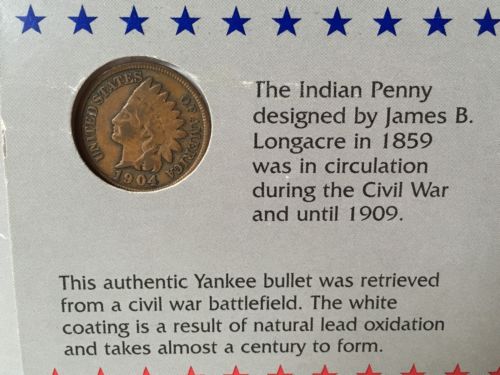 UNITED STATES OF AMERICA
1904
The Indian Penny
designed by James B.
Longacre in 1859
was in circulation
during the Civil War
and until 1909.
This authentic Yankee bullet was retrieved
from a civil war battlefield. The white
coating is a result of natural lead oxidation
and takes almost a century to form.